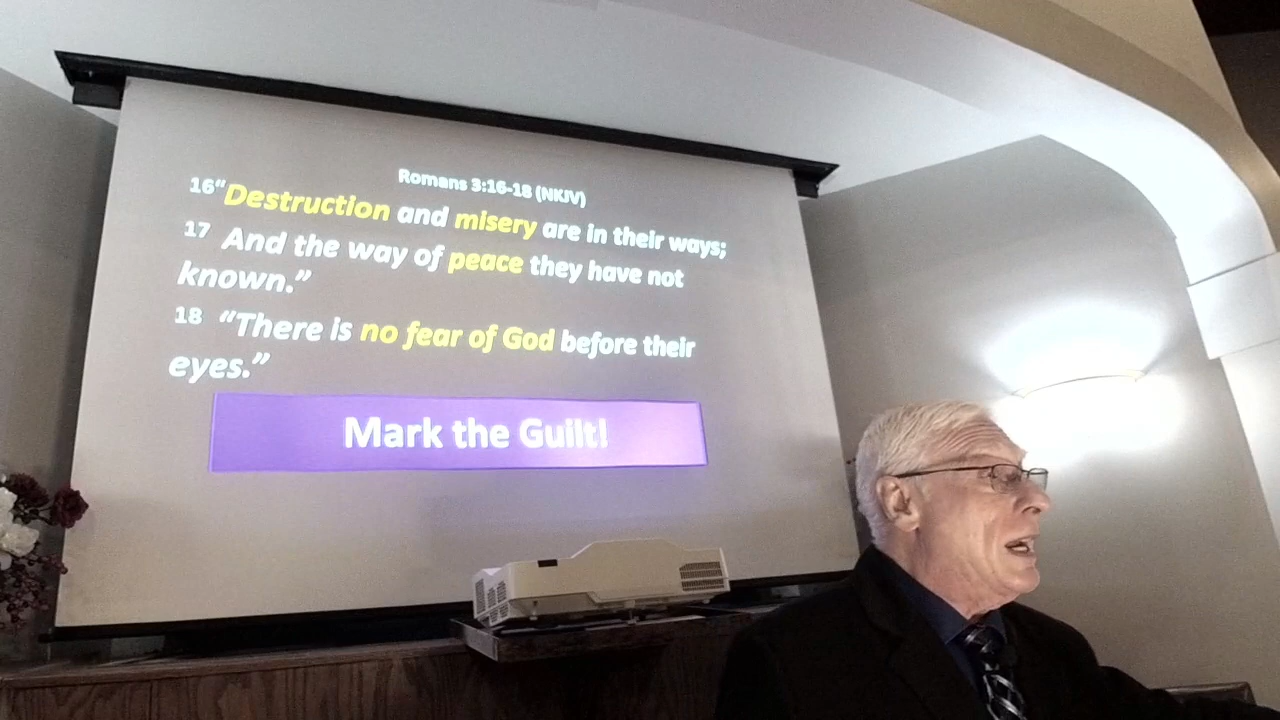 Romans 3:16-18 (NKJV)
16“Destruction and misery are in their ways;
17 And the way of peace they have not
known.”
18 “There is no fear of God before their
eyes.”
Mark the Guilt!